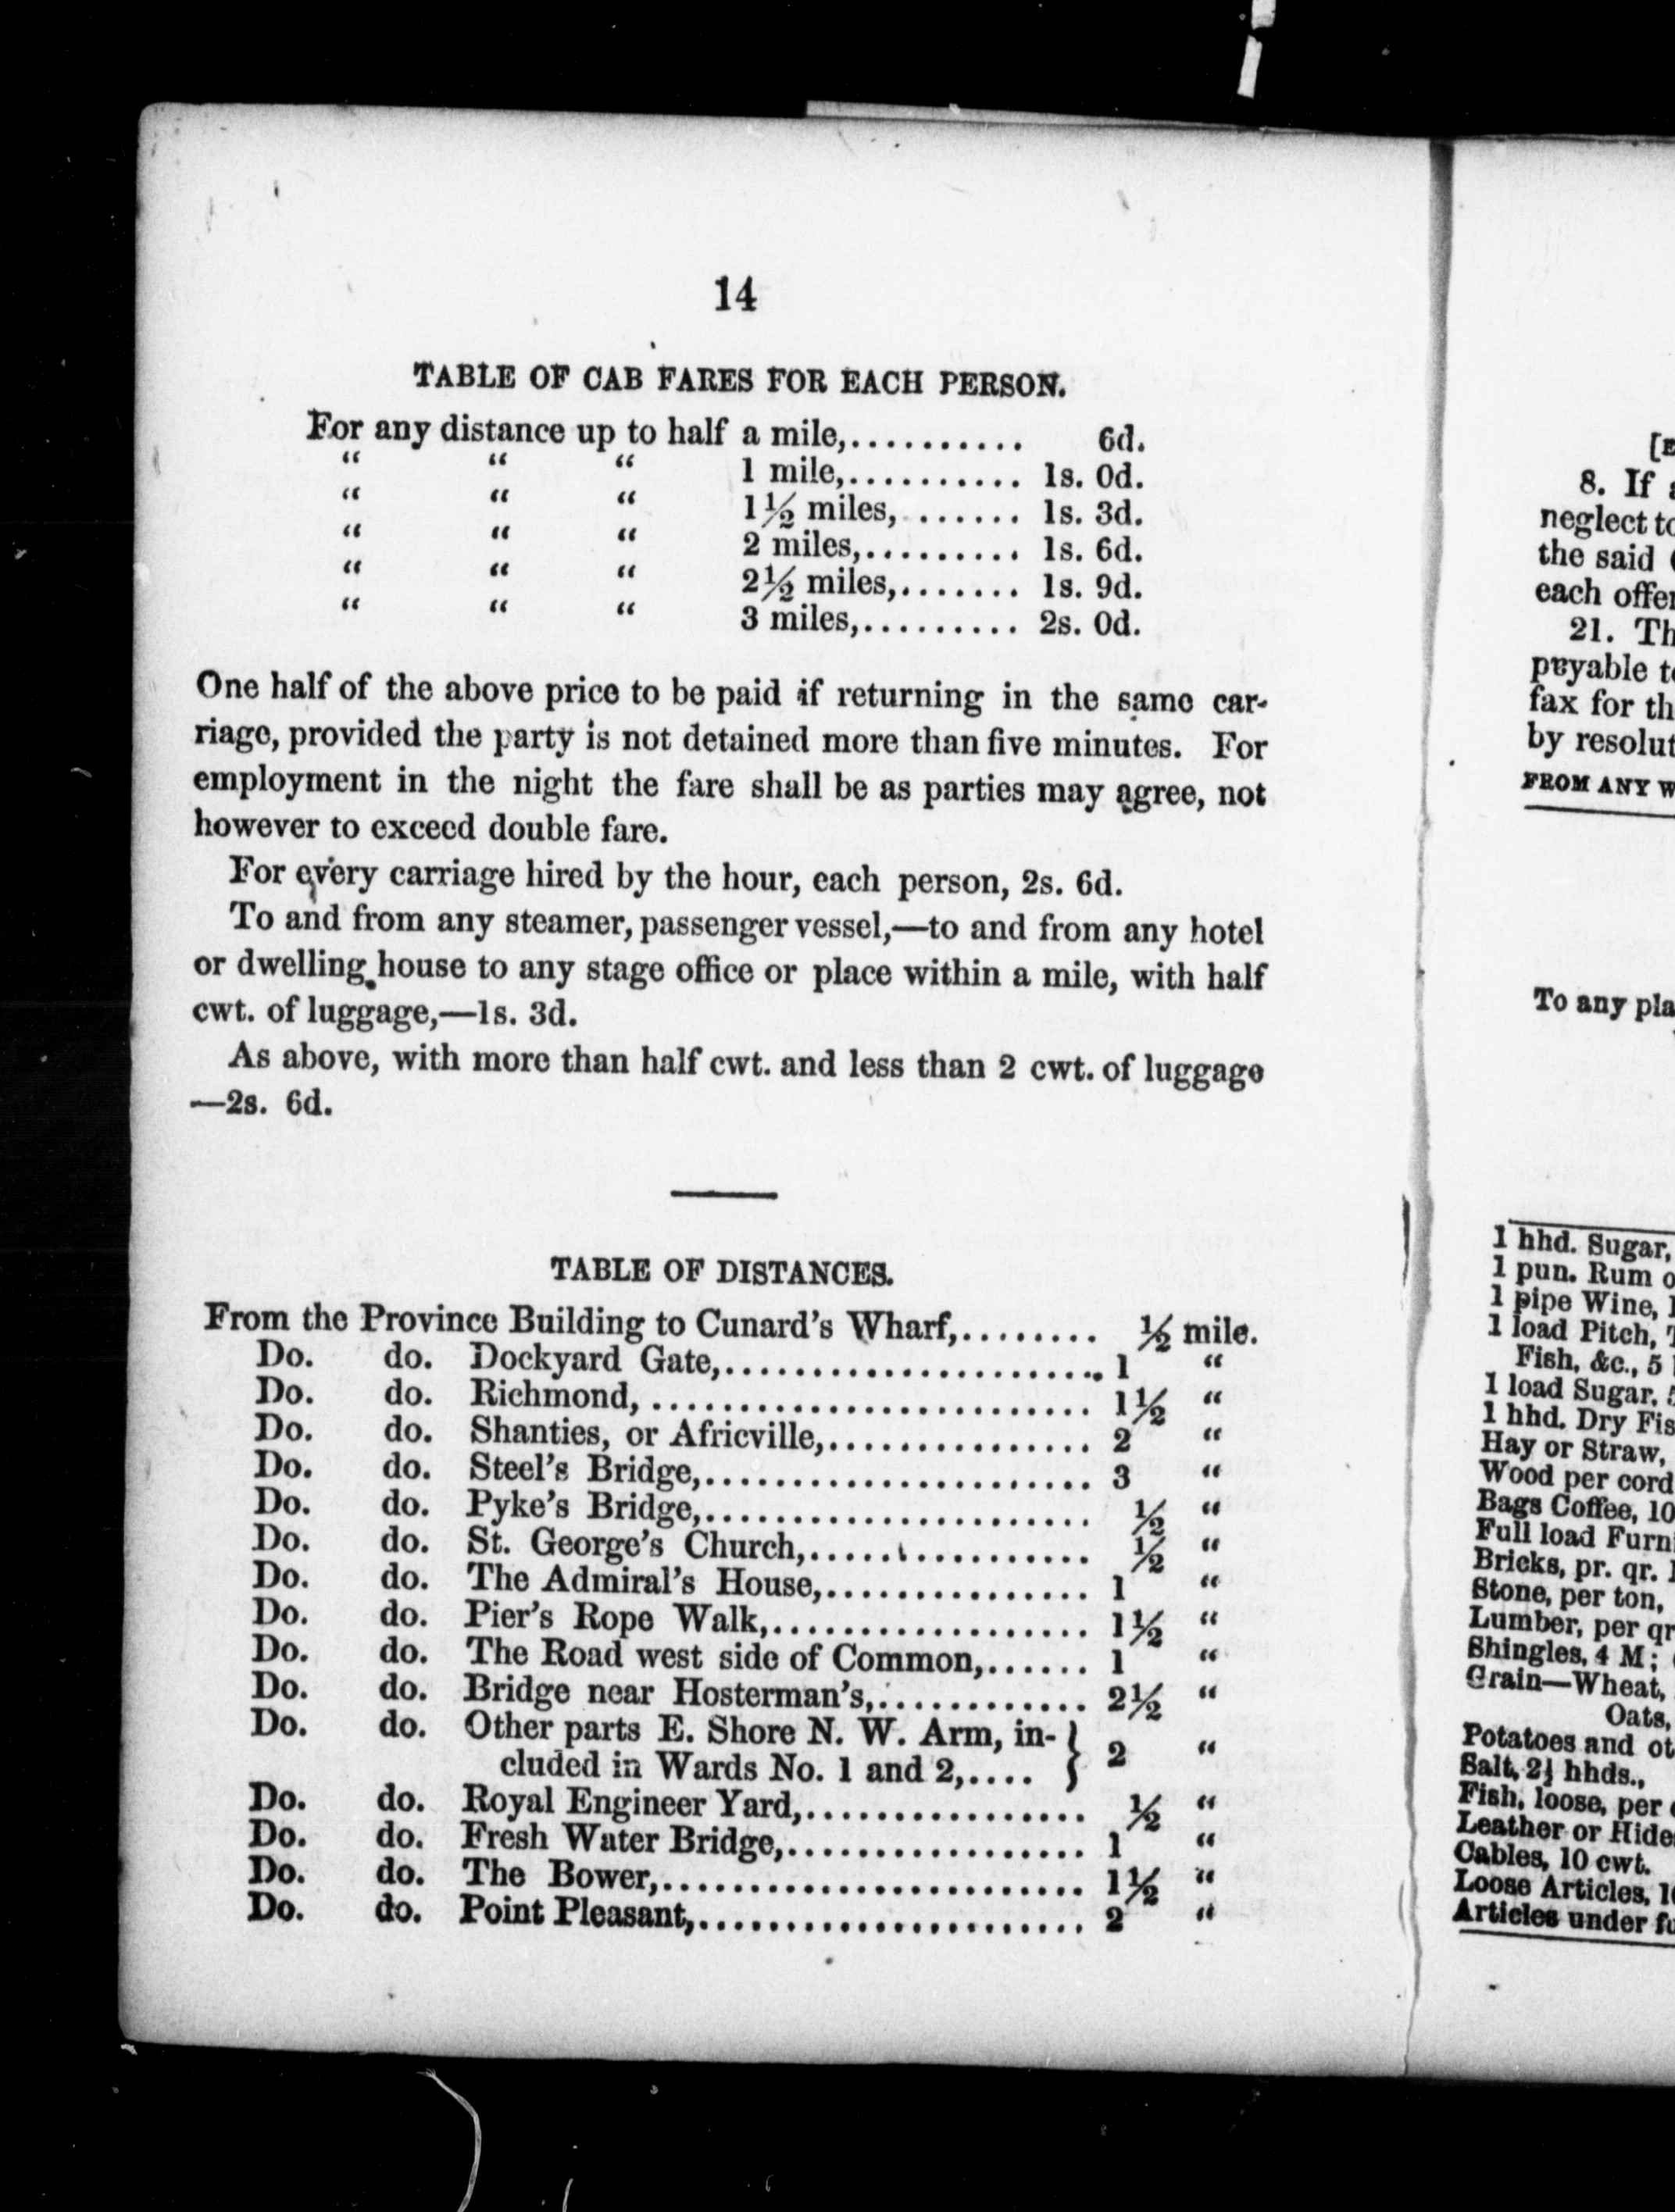 14
TABLE OF CAB FARES FOR EACH PERSON.
For any distance up to half a mile,........... 6d.
“ “ “ 1 mile,........... 1s. 0d.
“ “ “ 1½ miles, ....... 1s. 3d.
“ “ “ 2 miles,.......... 1s. 6d.
“ “ “ 2½ miles,....... 1s. 9d.
“ “ “ 3 miles,.......... 2s. 0d.
One half of the above price to be paid if returning in the same car-
riage, provided the party is not detained more than five minutes. For
employment in the night the fare shall be as parties may agree, not
however to exceed double fare.
For every carriage hired by the hour, each person, 2s. 6d.
To and from any steamer, passenger vessel,—to and from any hotel
or dwelling house to any stage office or place within a mile, with half
cwt. of luggage,—1s. 3d.
As above, with more than half cwt. and less than 2 cwt. of luggage
—2s. 6d.
TABLE OF DISTANCES.
From the Province Building to Cunard's Wharf,........ ½ mile.
Do. do. Dockyard Gate,...................... 1 “
Do. do. Richmond, .......................... 1½ “
Do. do. Shanties, or Africville,................ 2 “
Do. do. Steel's Bridge,........................ 3 “
Do. do. Pyke's Bridge,........................ ½ “
Do. do. St. George's Church,................. ½ “
Do. do. The Admiral's House,................ 1 “
Do. do. Pier's Rope Walk,.................... 1½ “
Do. do. The Road west side of Common,...... 1 “
Do. do. Bridge near Hosterman's,............. 2½ “
Do. do. Other parts E. Shore N. W. Arm, in- } 2 “
cluded in Wards No. 1 and 2,....
Do. do. Royal Engineer Yard,................. ½ “
Do. do. Fresh Water Bridge,.................. 1 “
Do. do. The Bower,.......................... 1½ “
Do. do. Point Pleasant,....................... 2 “
8. If
neglect to
the said
each
21.
payable
fax for
by
FROM ANY
To any
1 hhd. Sugar,
1 pun. Rum
1 pipe Wine,
1 load Pitch,
Fish, &c., 5
1 load Sugar,
1 hhd. Dry
Hay or Straw,
Wood per cord
Bags Coffee, 10
Full load
Bricks, pr. qr.
Stone, per ton,
Lumber, per
Shingles, 4 M;
Grain—Wheat,
Oats,
Potatoes and
Salt, 2½ hhds.,
Fish, loose, per
Leather or
Cables, 10 cwt.
Loose Articles,
Articles under